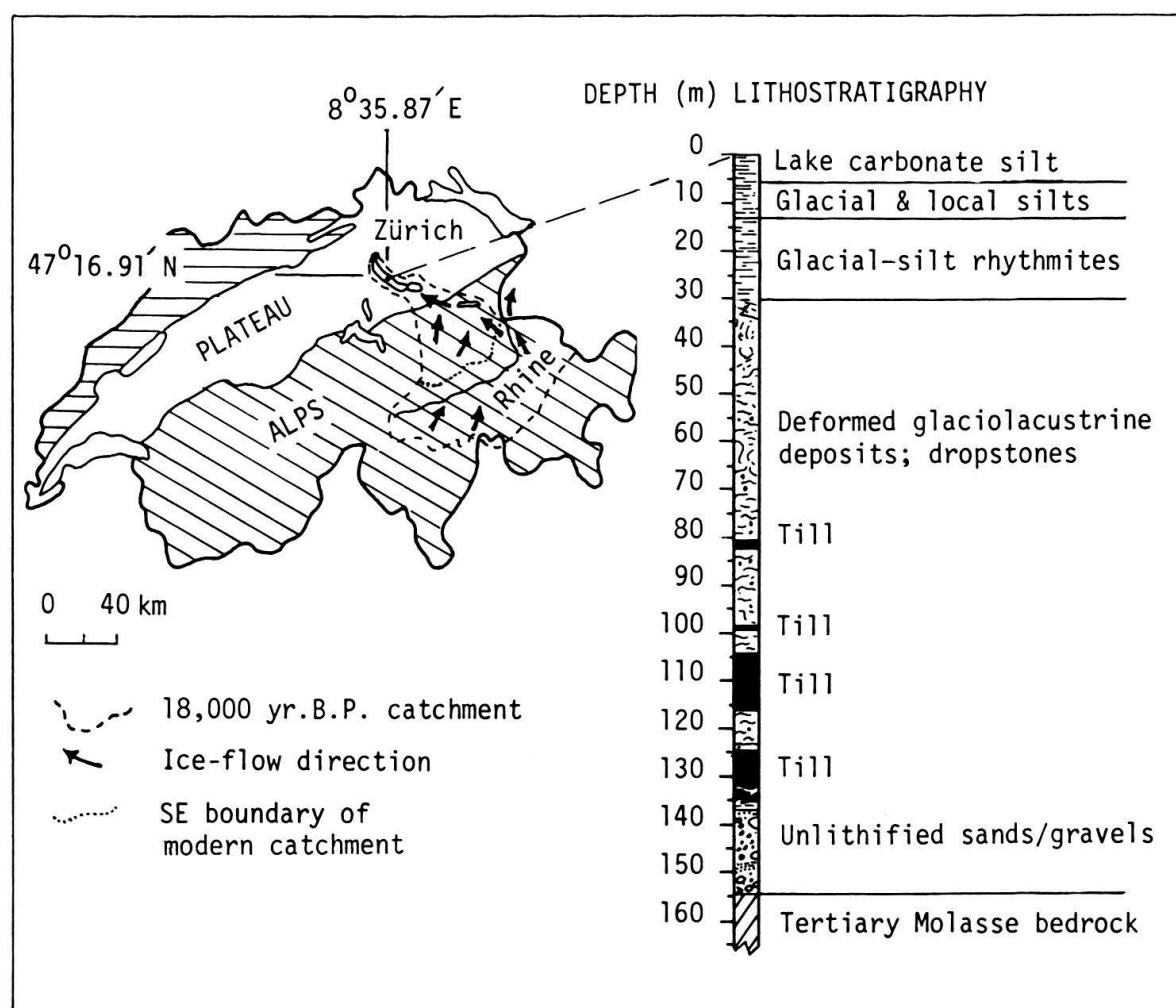 8°35.87′E
Zürich
47°16.91′N
PLATEAU
ALPS
Rhine
0 40 km
18,000 yr.B.P. catchment
Ice-flow direction
SE boundary of
modern catchment
DEPTH (m) LITHOSTRATIGRAPHY
0
Lake carbonate silt
10
Glacial & local silts
20
Glacial-silt rhythmites
30
40
50
Deformed glaciolacustrine
60
deposits; dropstones
70
80
Till
90
100
Till
110
Till
120
130
Till
140
Unlithified sands/gravels
150
160
Tertiary Molasse bedrock